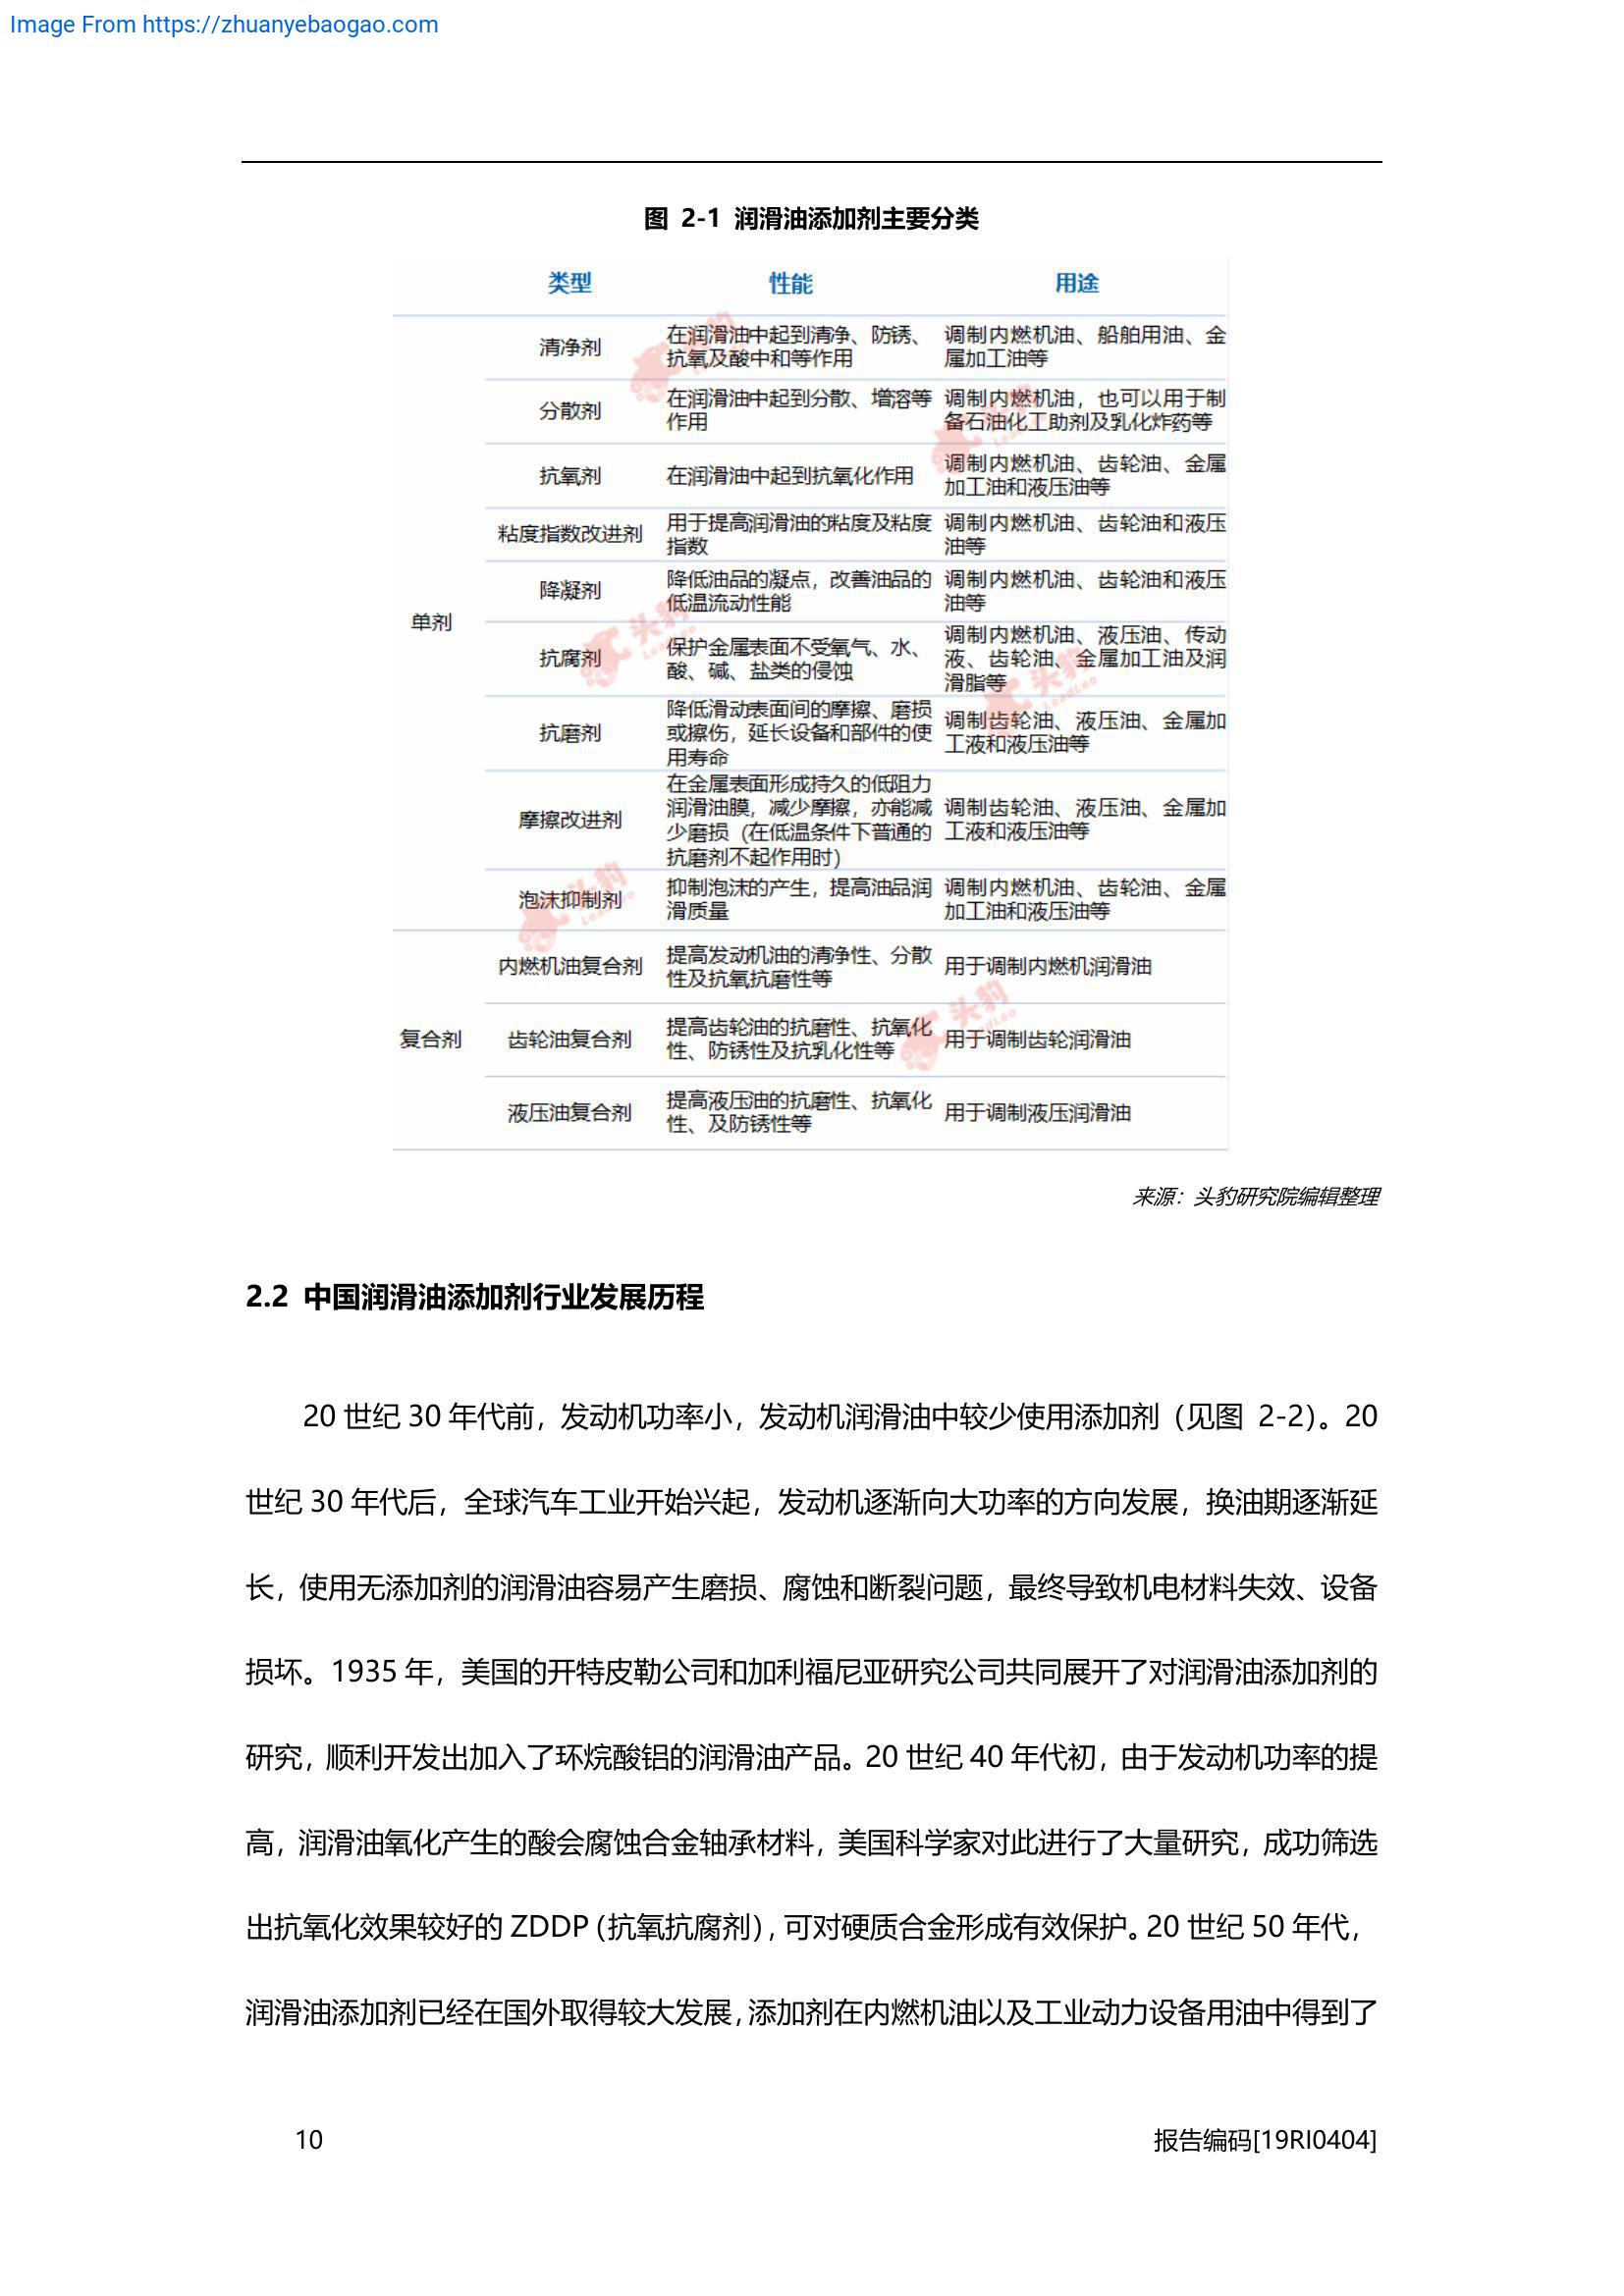 Image From https://zhuanyebaogao.com
图 2-1 润滑油添加剂主要分类
类型 性能 用途
单剂
清净剂
在润滑油中起到清净、防锈、
抗氧及酸中和等作用
调制内燃机油、船舶用油、金
属加工油等
分散剂
在润滑油中起到分散、增溶等
作用
调制内燃机油，也可以用于制
备石油化工助剂及乳化炸药等
抗氧剂
在润滑油中起到抗氧化作用
调制内燃机油、齿轮油、金属
加工油和液压油等
粘度指数改进剂
用于提高润滑油的粘度及粘度
指数
调制内燃机油、齿轮油和液压
油等
降凝剂
降低油品的凝点，改善油品的
低温流动性能
调制内燃机油、齿轮油和液压
油等
抗腐剂
保护金属表面不受氧气、水、
酸、碱、盐类的侵蚀
调制内燃机油、液压油、传动
液、齿轮油、金属加工油及润
滑脂等
抗磨剂
降低滑动表面间的摩擦、磨损
或擦伤，延长设备和部件的使
用寿命
调制齿轮油、液压油、金属加
工液和液压油等
摩擦改进剂
在金属表面形成持久的低阻力
润滑油膜，减少摩擦，亦能减
少磨损（在低温条件下普通的
抗磨剂不起作用时）
调制齿轮油、液压油、金属加
工液和液压油等
泡沫抑制剂
抑制泡沫的产生，提高油品润
滑质量
调制内燃机油、齿轮油、金属
加工油和液压油等
复合剂
内燃机油复合剂
提高发动机油的清净性、分散
性及抗氧抗磨性等
用于调制内燃机润滑油
齿轮油复合剂
提高齿轮油的抗磨性、抗氧化
性、防锈性及抗乳化性等
用于调制齿轮润滑油
液压油复合剂
提高液压油的抗磨性、抗氧化
性、及防锈性等
用于调制液压润滑油
头豹
LeadLeo
来源：头豹研究院编辑整理
2.2 中国润滑油添加剂行业发展历程
20 世纪 30 年代前，发动机功率小，发动机润滑油中较少使用添加剂（见图 2-2）。20
世纪 30 年代后，全球汽车工业开始兴起，发动机逐渐向大功率的方向发展，换油期逐渐延
长，使用无添加剂的润滑油容易产生磨损、腐蚀和断裂问题，最终导致机电材料失效、设备
损坏。1935 年，美国的开特皮勒公司和加利福尼亚研究公司共同展开了对润滑油添加剂的
研究，顺利开发出加入了环烷酸铝的润滑油产品。20 世纪 40 年代初，由于发动机功率的提
高，润滑油氧化产生的酸会腐蚀合金轴承材料，美国科学家对此进行了大量研究，成功筛选
出抗氧化效果较好的 ZDDP（抗氧抗腐剂），可对硬质合金形成有效保护。20 世纪 50 年代，
润滑油添加剂已经在国外取得较大发展，添加剂在内燃机油以及工业动力设备用油中得到了
10 报告编码[19RI0404]